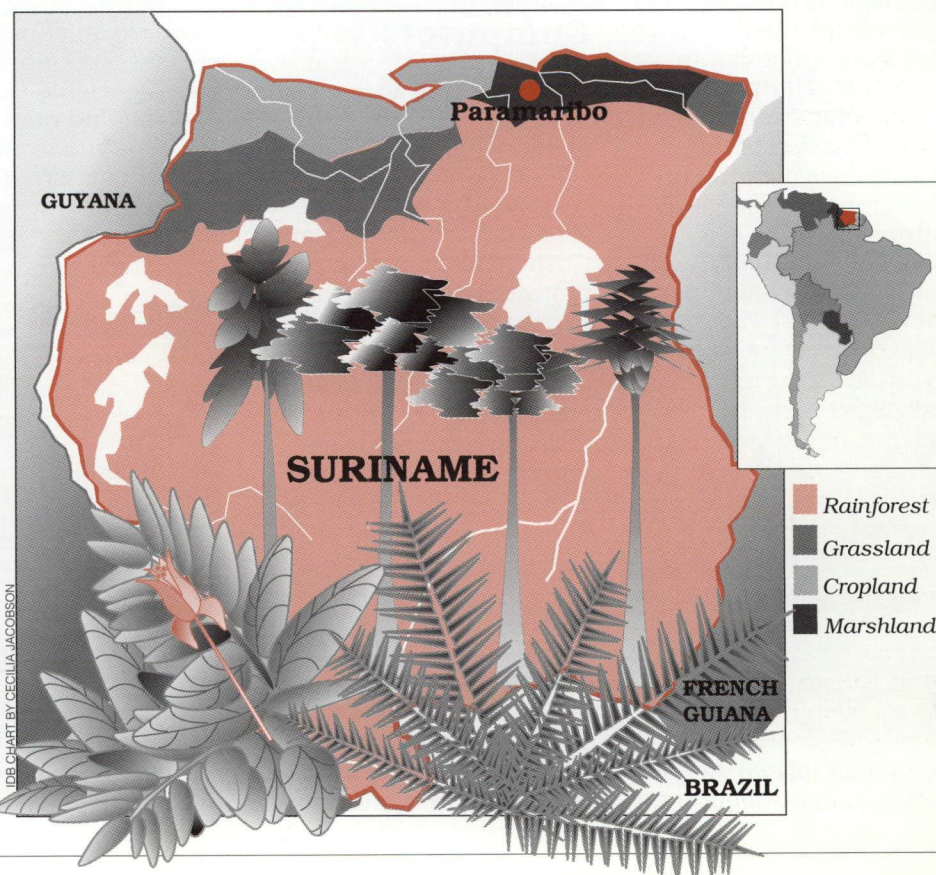 Paramaribo
GUYANA
SURINAME
Rainforest
Grassland
Cropland
Marshland
FRENCH
GUIANA
BRAZIL
IDB CHART BY CECILIA JACOBSON